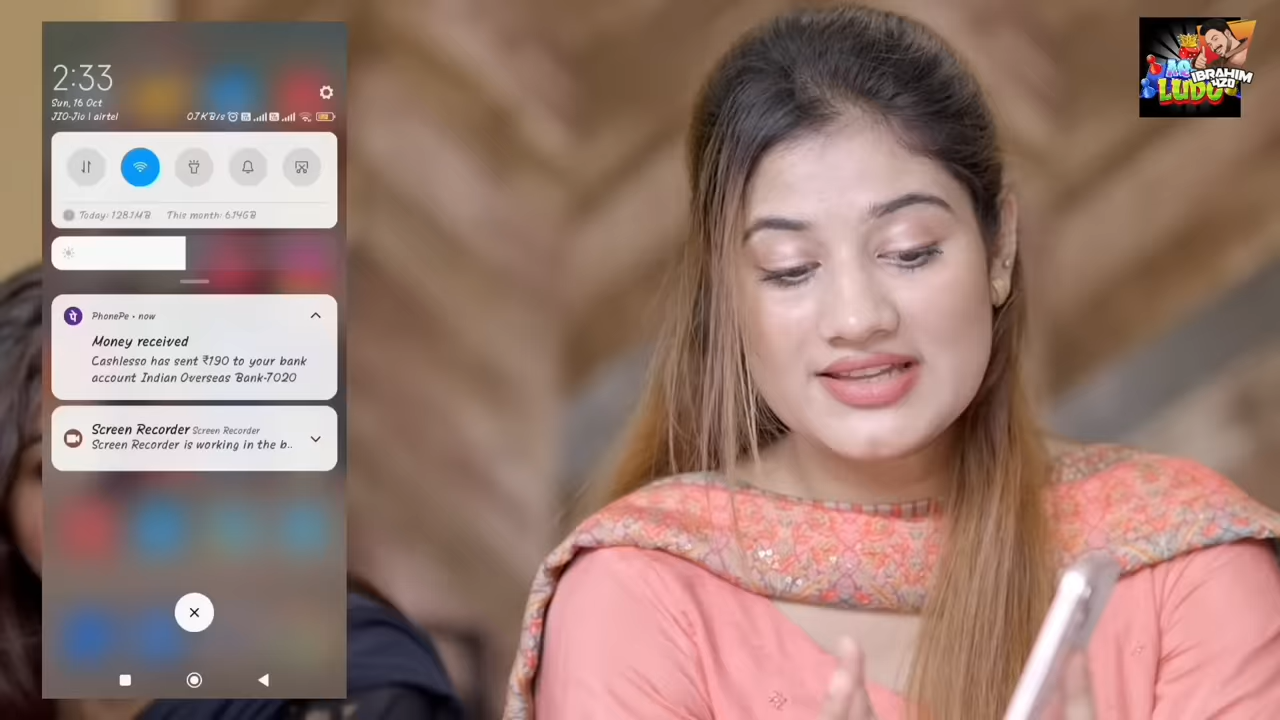 2:33
Sun, 16 Oct
JIO-Jio | airtel
0.7KB/s
Today: 128.1MB This month: 6.14GB
PhonePe • now
Money received
Cashlesso has sent ₹190 to your bank
account Indian Overseas Bank-7020
Screen Recorder Screen Recorder
Screen Recorder is working in the b..
IBRAHIM
420
LUDO